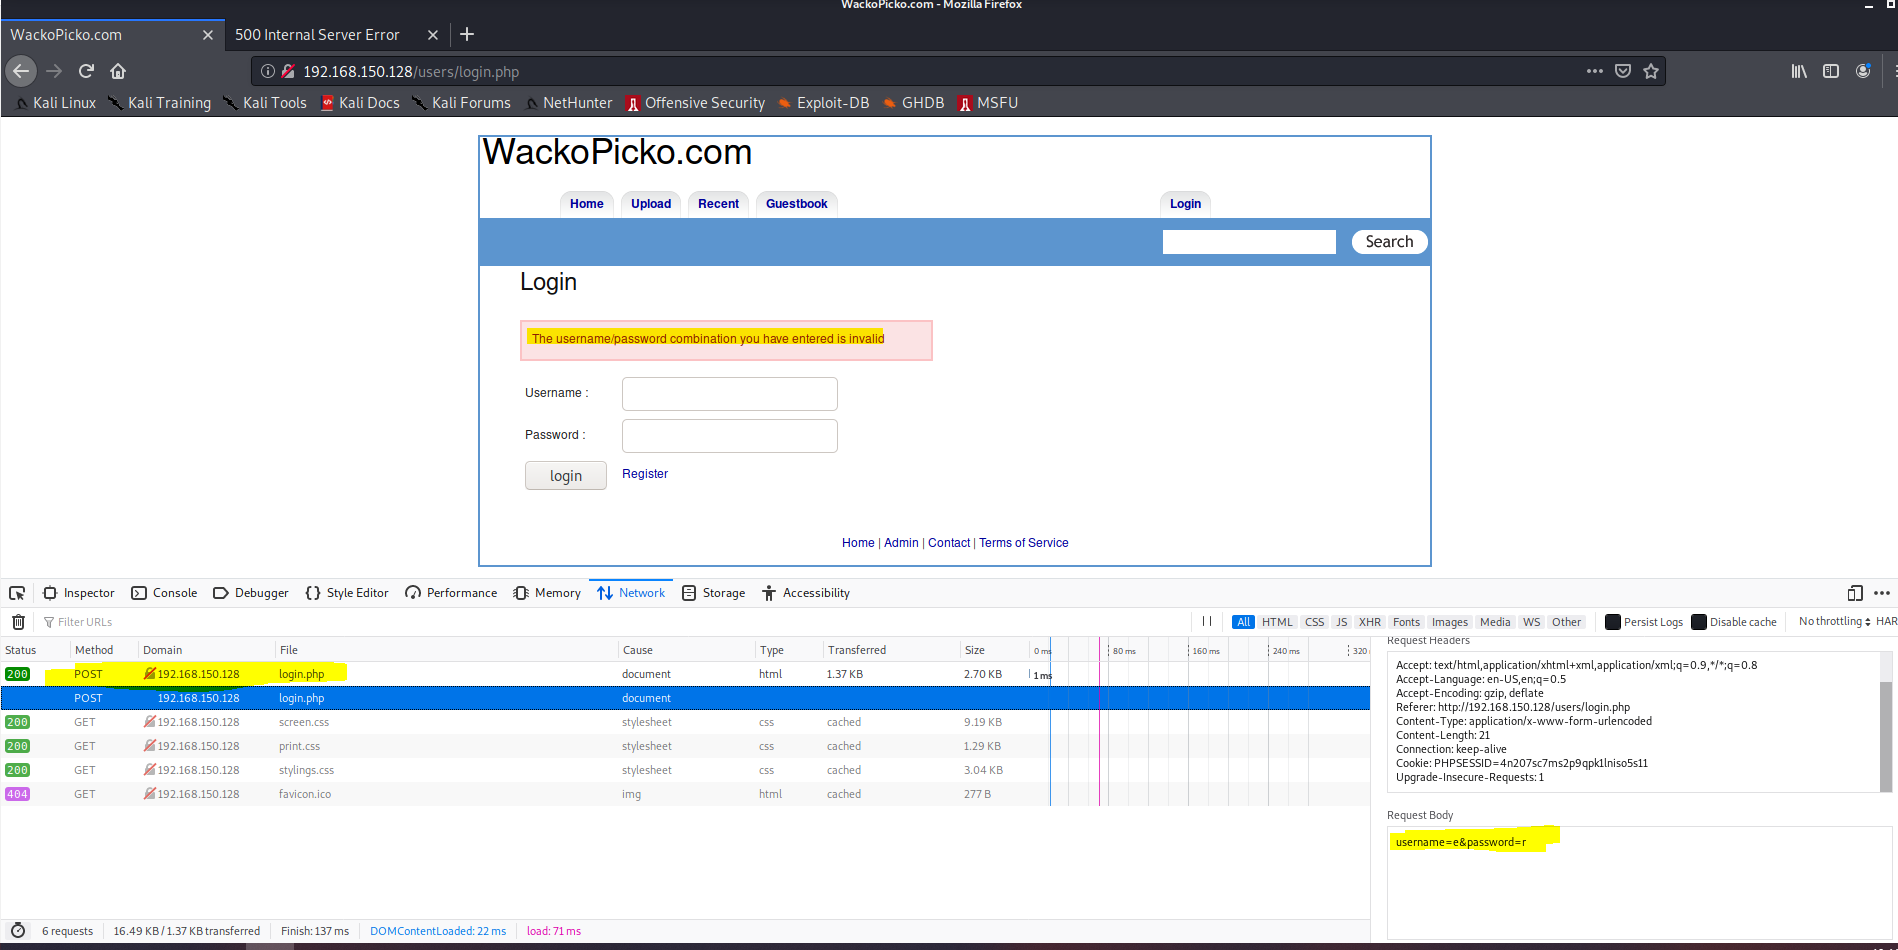 WackoPicko.com - Mozilla Firefox
WackoPicko.com 500 Internal Server Error
192.168.150.128/users/login.php
Kali Linux Kali Training Kali Tools Kali Docs Kali Forums NetHunter Offensive Security Exploit-DB GHDB MSFU
WackoPicko.com
Home Upload Recent Guestbook Login
Search
Login
The username/password combination you have entered is invalid
Username :
Password :
login Register
Home | Admin | Contact | Terms of Service
Inspector Console Debugger Style Editor Performance Memory Network Storage Accessibility
Filter URLs All HTML CSS JS XHR Fonts Images Media WS Other Persist Logs Disable cache No throttling HAR
Status Method Domain File Cause Type Transferred Size 0 ms 80 ms 160 ms 240 ms 320
200 POST 192.168.150.128 login.php document html 1.37 KB 2.70 KB 1 ms
POST 192.168.150.128 login.php document
200 GET 192.168.150.128 screen.css stylesheet css cached 9.19 KB
200 GET 192.168.150.128 print.css stylesheet css cached 1.29 KB
200 GET 192.168.150.128 stylings.css stylesheet css cached 3.04 KB
404 GET 192.168.150.128 favicon.ico img html cached 277 B
Request Headers
Accept: text/html,application/xhtml+xml,application/xml;q=0.9,*/*;q=0.8
Accept-Language: en-US,en;q=0.5
Accept-Encoding: gzip, deflate
Referer: http://192.168.150.128/users/login.php
Content-Type: application/x-www-form-urlencoded
Content-Length: 21
Connection: keep-alive
Cookie: PHPSESSID=4n207sc7ms2p9qpk1lniso5s11
Upgrade-Insecure-Requests: 1
Request Body
username=e&password=r
6 requests 16.49 KB / 1.37 KB transferred Finish: 137 ms DOMContentLoaded: 22 ms load: 71 ms